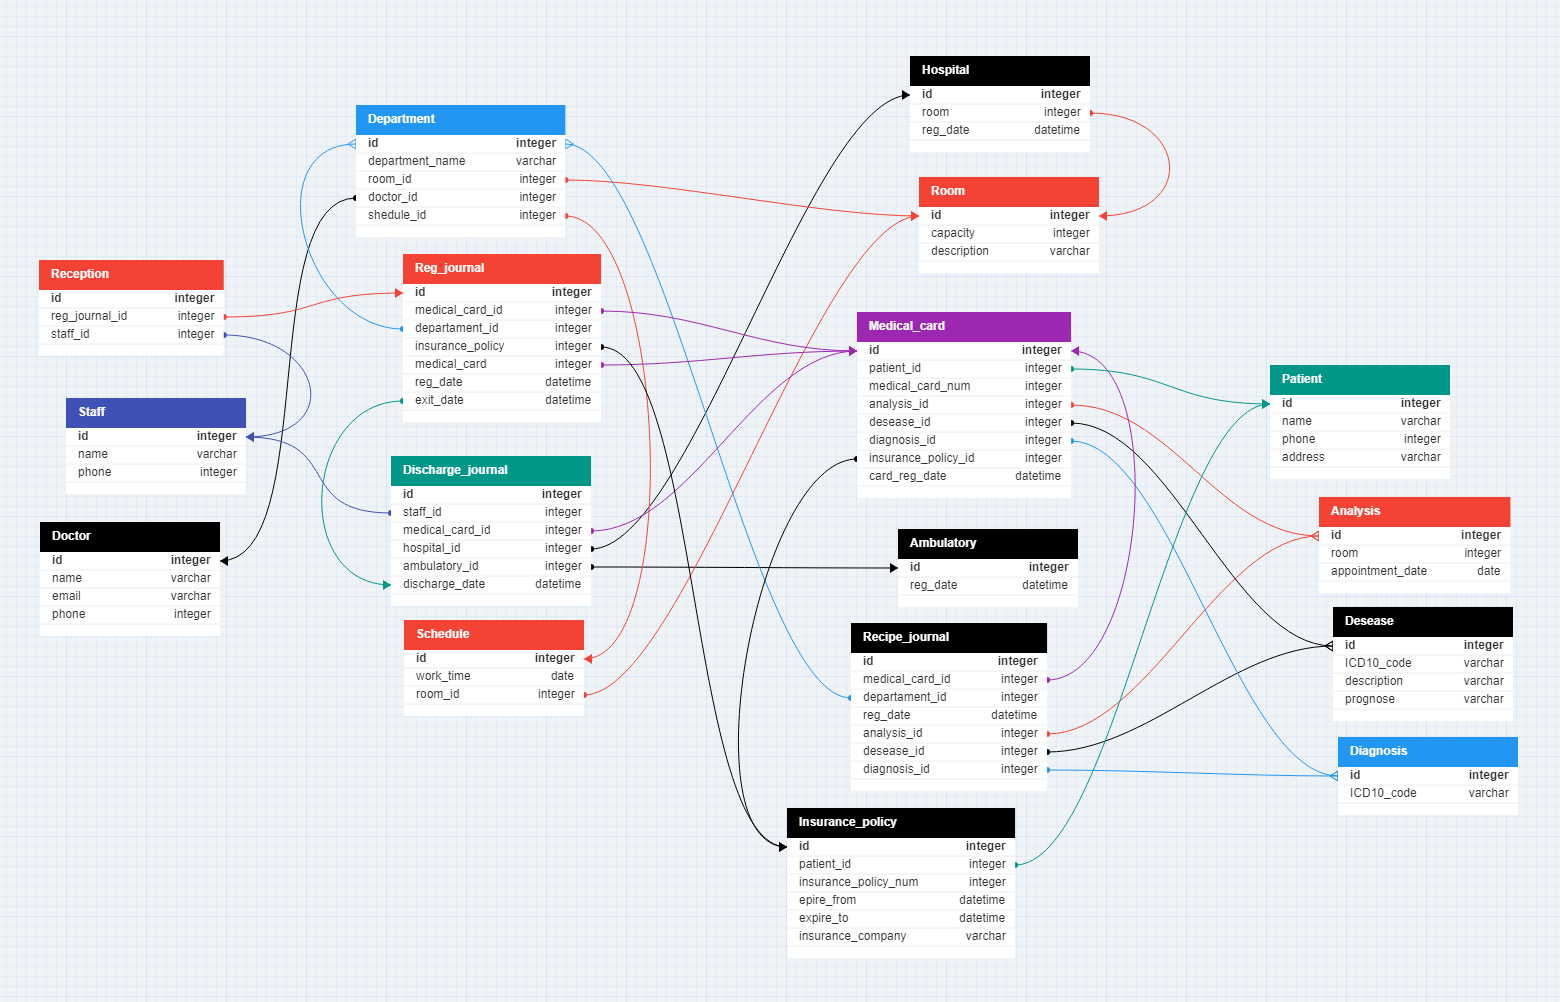 Hospital
id integer
room integer
reg_date datetime
Department
id integer
department_name varchar
room_id integer
doctor_id integer
shedule_id integer
Room
id integer
capacity integer
description varchar
Reception
id integer
reg_journal_id integer
staff_id integer
Reg_journal
id integer
medical_card_id integer
departament_id integer
insurance_policy integer
medical_card integer
reg_date datetime
exit_date datetime
Medical_card
id integer
patient_id integer
medical_card_num integer
analysis_id integer
desease_id integer
diagnosis_id integer
insurance_policy_id integer
card_reg_date datetime
Patient
id integer
name varchar
phone integer
address varchar
Staff
id integer
name varchar
phone integer
Discharge_journal
id integer
staff_id integer
medical_card_id integer
hospital_id integer
ambulatory_id integer
discharge_date datetime
Analysis
id integer
room integer
appointment_date date
Doctor
id integer
name varchar
email varchar
phone integer
Ambulatory
id integer
reg_date datetime
Schedule
id integer
work_time date
room_id integer
Recipe_journal
id integer
medical_card_id integer
departament_id integer
reg_date datetime
analysis_id integer
desease_id integer
diagnosis_id integer
Desease
id integer
ICD10_code varchar
description varchar
prognose varchar
Diagnosis
id integer
ICD10_code varchar
Insurance_policy
id integer
patient_id integer
insurance_policy_num integer
epire_from datetime
expire_to datetime
insurance_company varchar